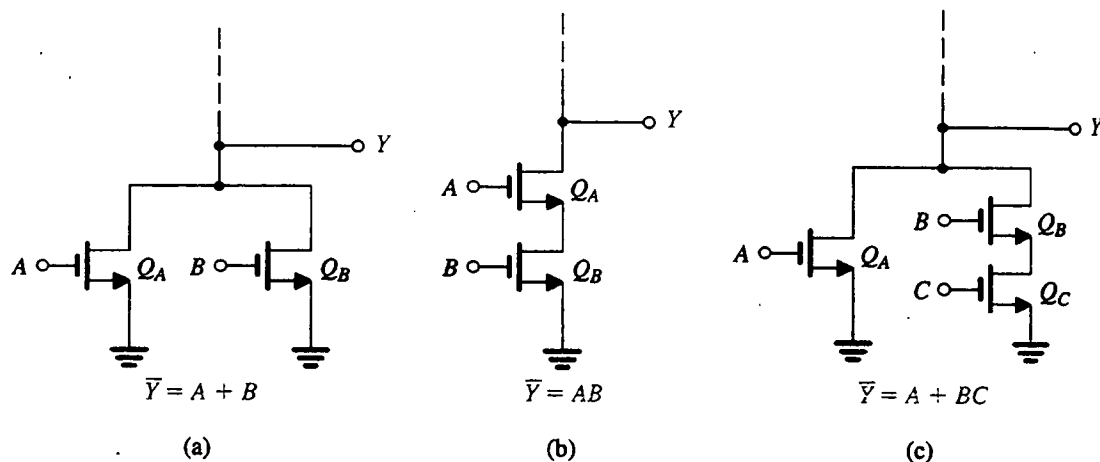 Y
A
Q_A
B
Q_B
Y̅ = A + B
(a)
Y
A
Q_A
B
Q_B
Y̅ = AB
(b)
Y
A
Q_A
B
Q_B
C
Q_C
Y̅ = A + BC
(c)